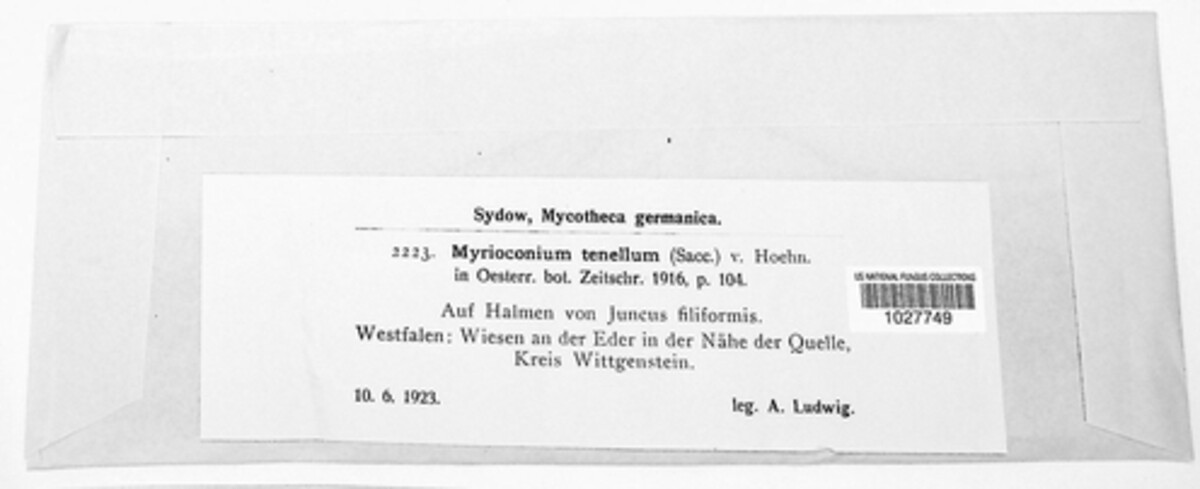 Sydow, Mycotheca germanica.
2223. Myrioconium tenellum (Sacc.) v. Hoehn.
in Oesterr. bot. Zeitschr. 1916, p. 104.
Auf Halmen von Juncus filiformis.
Westfalen: Wiesen an der Eder in der Nähe der Quelle,
Kreis Wittgenstein.
10. 6. 1923.
leg. A. Ludwig.
US NATIONAL FUNGUS COLLECTIONS
1027749